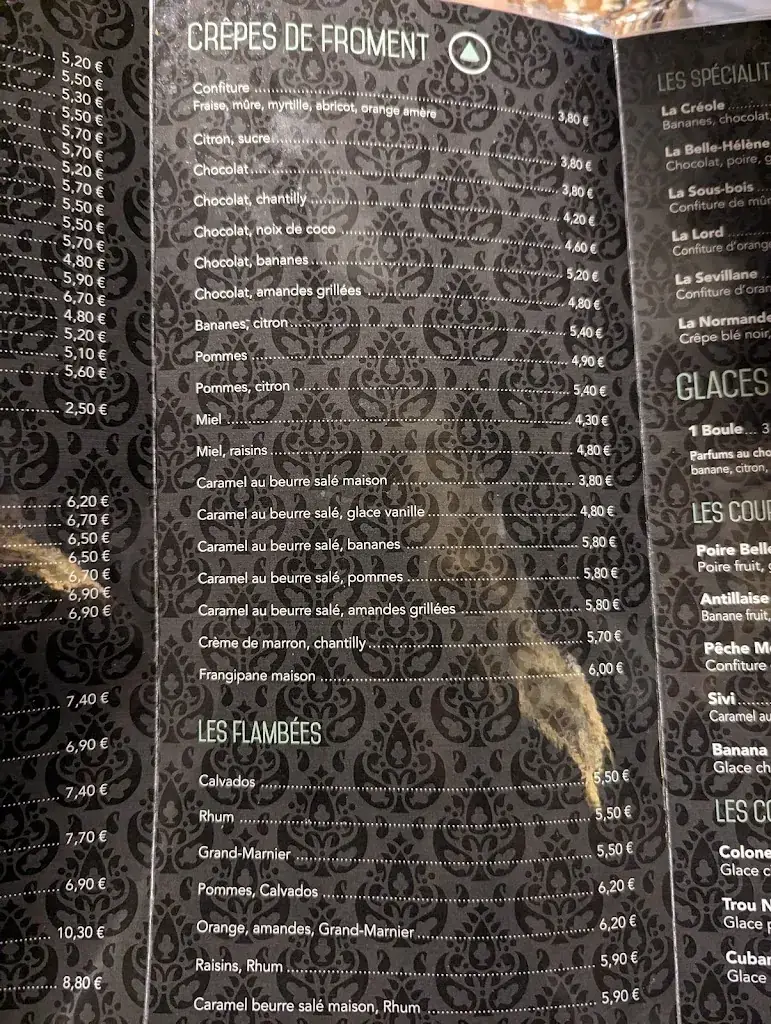 5,20 €
5,50 €
5,30 €
5,50 €
5,70 €
5,70 €
5,20 €
5,70 €
5,50 €
5,50 €
5,70 €
4,80 €
5,90 €
6,70 €
4,80 €
5,20 €
5,10 €
5,60 €
2,50 €
6,20 €
6,70 €
6,50 €
6,50 €
6,70 €
6,90 €
6,90 €
7,40 €
6,90 €
7,40 €
7,70 €
6,90 €
10,30 €
8,80 €
CRÊPES DE FROMENT
Confiture
Fraise, mûre, myrtille, abricot, orange amère 3,80 €
Citron, sucre 3,80 €
Chocolat 3,80 €
Chocolat, chantilly 4,20 €
Chocolat, noix de coco 4,60 €
Chocolat, bananes 5,20 €
Chocolat, amandes grillées 4,80 €
Bananes, citron 5,40 €
Pommes 4,90 €
Pommes, citron 5,40 €
Miel 4,30 €
Miel, raisins 4,80 €
Caramel au beurre salé maison 3,80 €
Caramel au beurre salé, glace vanille 4,80 €
Caramel au beurre salé, bananes 5,80 €
Caramel au beurre salé, pommes 5,80 €
Caramel au beurre salé, amandes grillées 5,80 €
Crème de marron, chantilly 5,70 €
Frangipane maison 6,00 €
LES FLAMBÉES
Calvados 5,50 €
Rhum 5,50 €
Grand-Marnier 5,50 €
Pommes, Calvados 6,20 €
Orange, amandes, Grand-Marnier 6,20 €
Raisins, Rhum 5,90 €
Caramel beurre salé maison, Rhum 5,90 €
LES SPÉCIALIT
La Créole
Bananes, chocolat,
La Belle-Hélène
Chocolat, poire, g
La Sous-bois
Confiture de mûr
La Lord
Confiture d'orang
La Sevillane
Confiture d'oran
La Normande
Crêpe blé noir,
GLACES
1 Boule... 3
Parfums au cho
banane, citron,
LES COU
Poire Belle
Poire fruit, g
Antillaise
Banane fruit,
Pêche M
Confiture
Sivi
Caramel au
Banana
Glace ch
LES CO
Colone
Glace c
Trou N
Glace p
Cubar
Glace